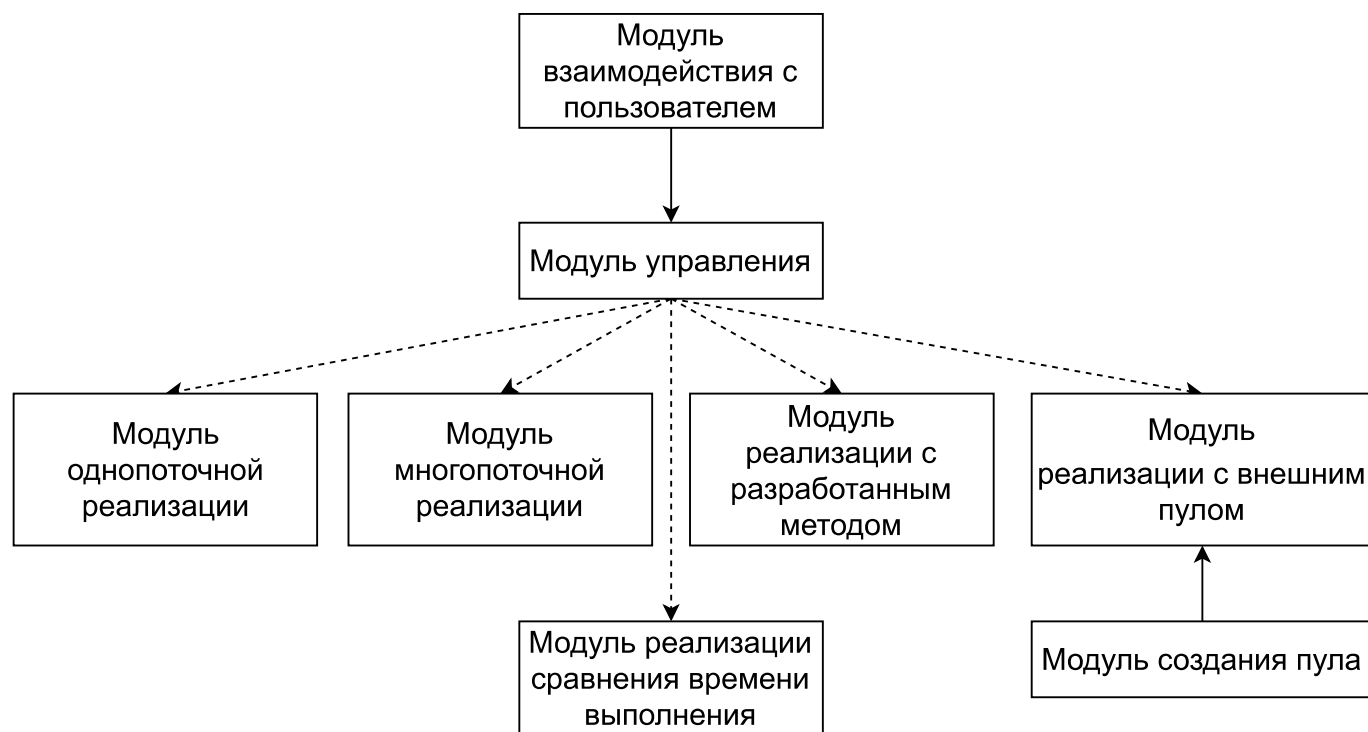 Модуль
взаимодействия с
пользователем
Модуль управления
Модуль
однопоточной
реализации
Модуль
многопоточной
реализации
Модуль
реализации с
разработанным
методом
Модуль
реализации с внешним
пулом
Модуль реализации
сравнения времени
выполнения
Модуль создания пула